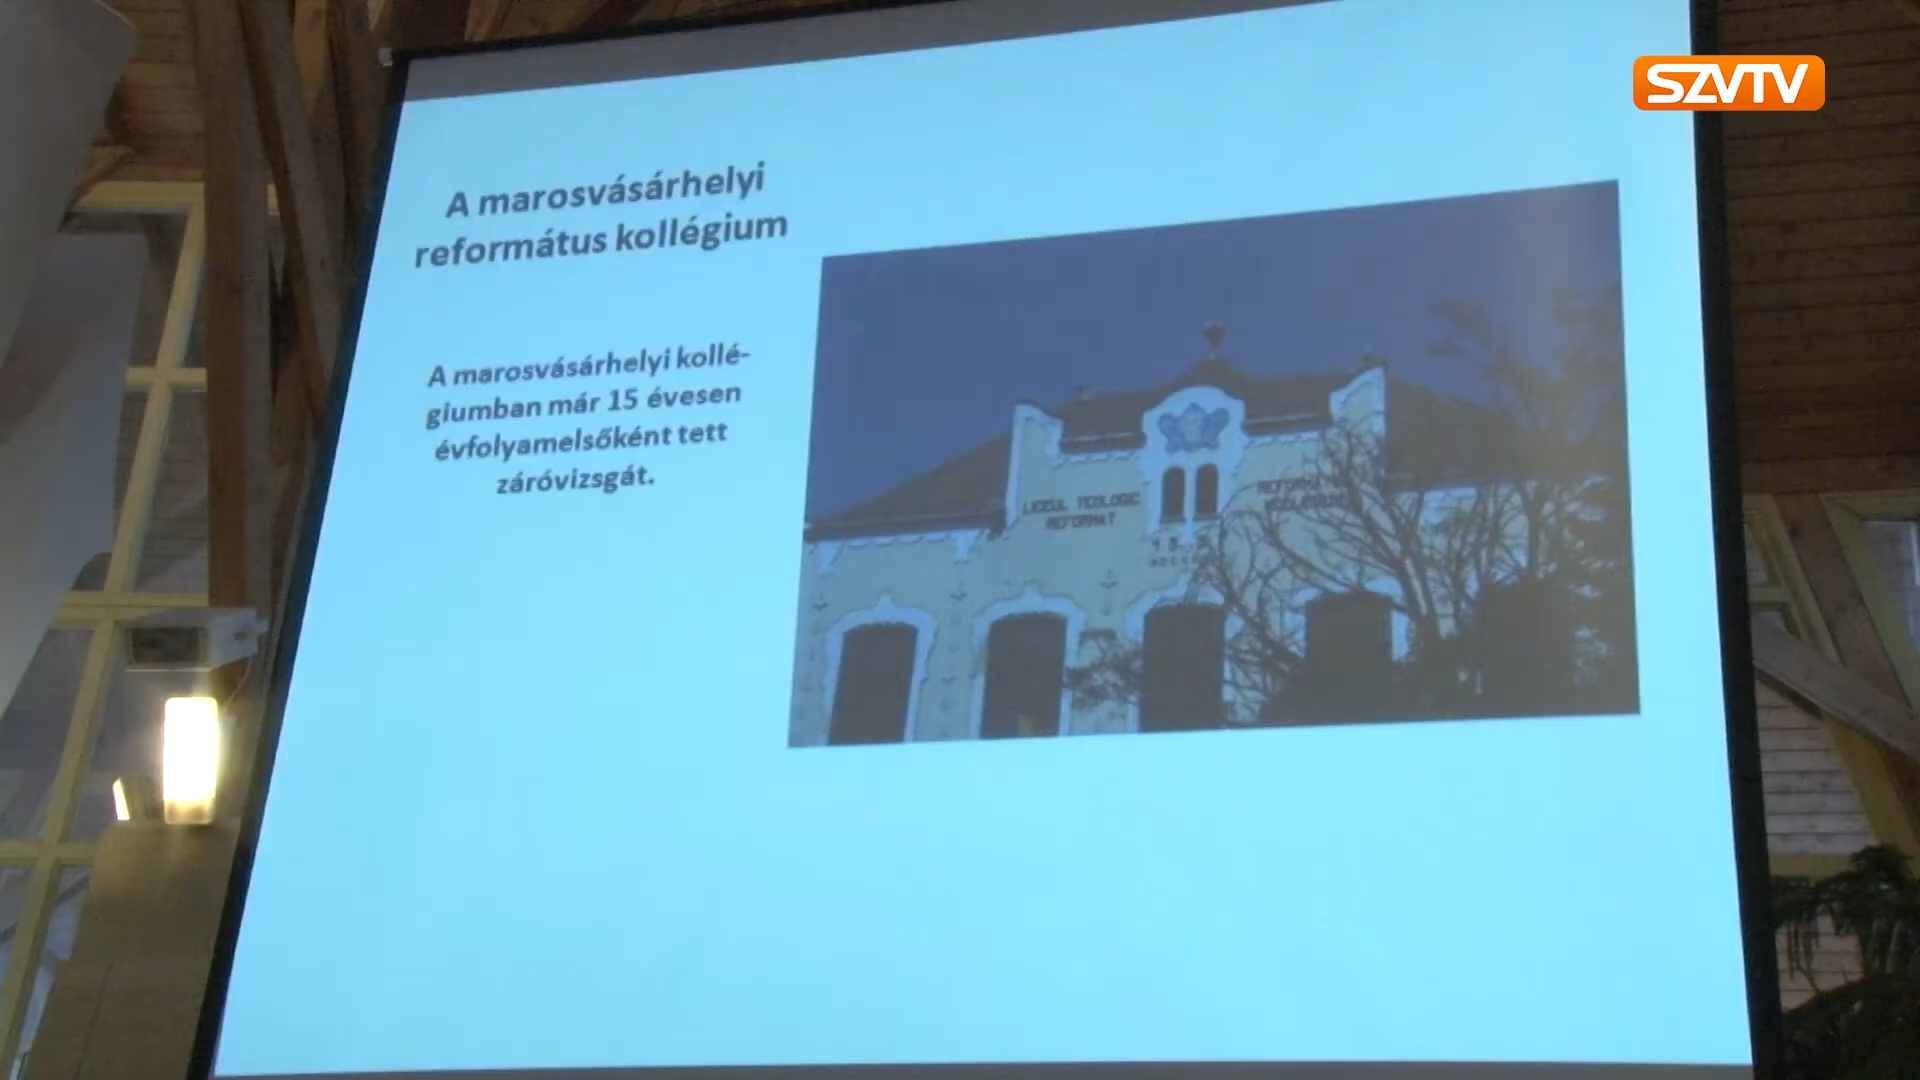 SZVTV
A marosvásárhelyi
református kollégium
A marosvásárhelyi kollé-
giumban már 15 évesen
évfolyamelsőként tett
záróvizsgát.
LICEUL TEOLOGIC
REFORMAT